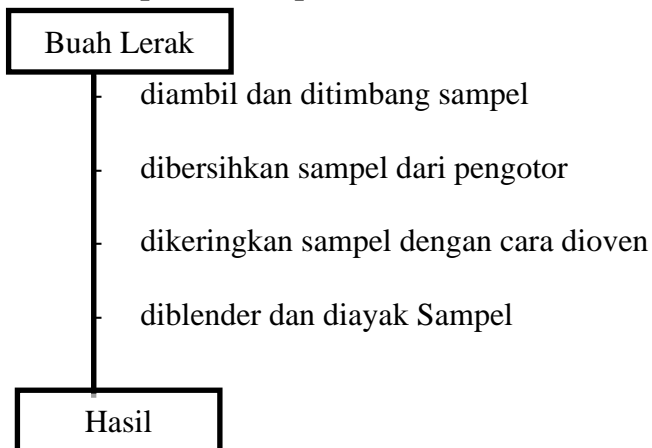 Buah Lerak
- diambil dan ditimbang sampel
- dibersihkan sampel dari pengotor
- dikeringkan sampel dengan cara dioven
- diblender dan diayak Sampel
Hasil